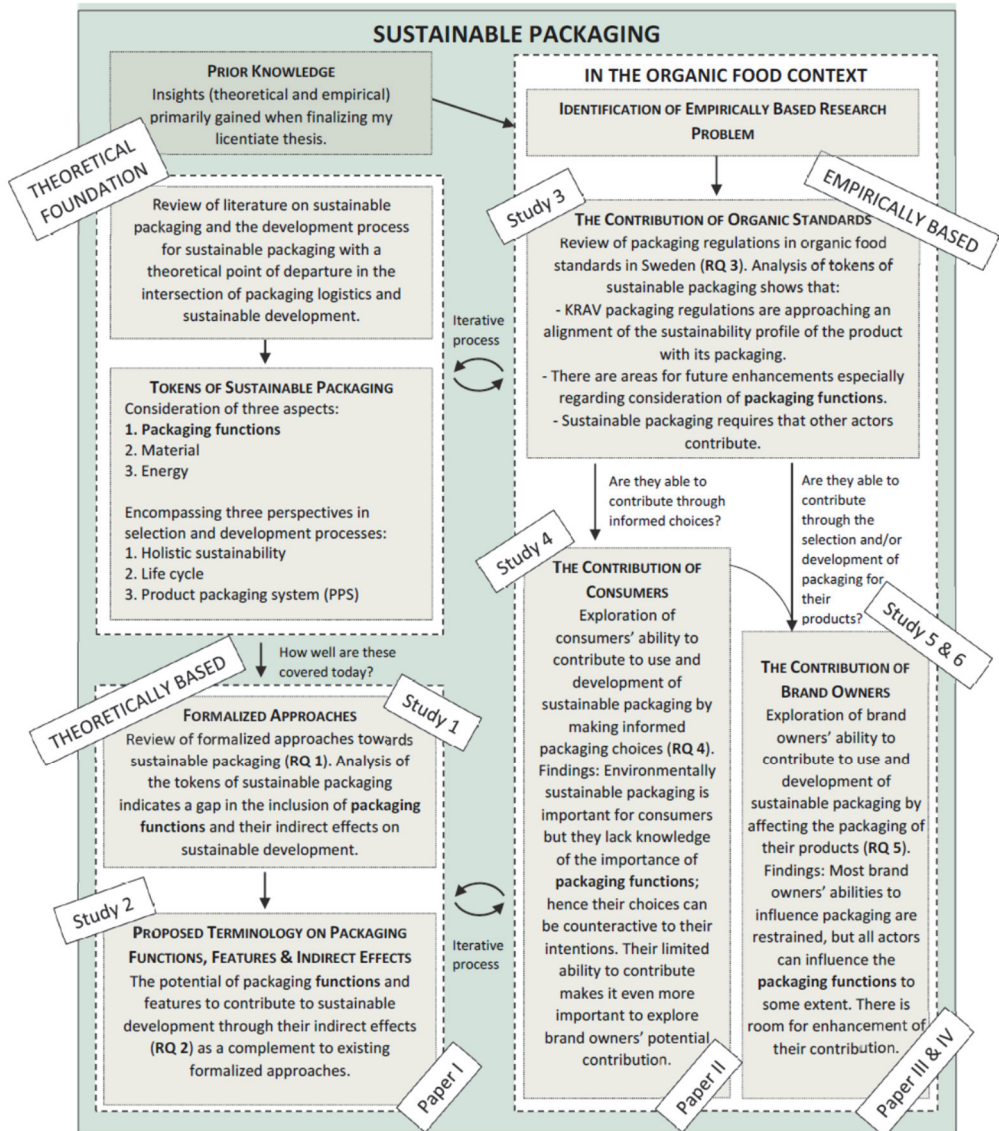 SUSTAINABLE PACKAGING
PRIOR KNOWLEDGE
Insights (theoretical and empirical)
primarily gained when finalizing my
licentiate thesis.
THEORETICAL
FOUNDATION
Review of literature on sustainable
packaging and the development process
for sustainable packaging with a
theoretical point of departure in the
intersection of packaging logistics and
sustainable development.
TOKENS OF SUSTAINABLE PACKAGING
Consideration of three aspects:
1. Packaging functions
2. Material
3. Energy
Encompassing three perspectives in
selection and development processes:
1. Holistic sustainability
2. Life cycle
3. Product packaging system (PPS)
How well are these
covered today?
THEORETICALLY BASED
Study 1
FORMALIZED APPROACHES
Review of formalized approaches towards
sustainable packaging (RQ 1). Analysis of
the tokens of sustainable packaging
indicates a gap in the inclusion of packaging
functions and their indirect effects on
sustainable development.
Study 2
PROPOSED TERMINOLOGY ON PACKAGING
FUNCTIONS, FEATURES & INDIRECT EFFECTS
The potential of packaging functions and
features to contribute to sustainable
development through their indirect effects
(RQ 2) as a complement to existing
formalized approaches.
Paper I
Iterative
process
Iterative
process
IN THE ORGANIC FOOD CONTEXT
IDENTIFICATION OF EMPIRICALLY BASED RESEARCH
PROBLEM
EMPIRICALLY BASED
Study 3
THE CONTRIBUTION OF ORGANIC STANDARDS
Review of packaging regulations in organic food
standards in Sweden (RQ 3). Analysis of tokens of
sustainable packaging shows that:
- KRAV packaging regulations are approaching an
alignment of the sustainability profile of the product
with its packaging.
- There are areas for future enhancements especially
regarding consideration of packaging functions.
- Sustainable packaging requires that other actors
contribute.
Are they able to
contribute through
informed choices?
Are they able to
contribute
through the
selection and/or
development of
packaging for
their
products?
Study 4
THE CONTRIBUTION OF
CONSUMERS
Exploration of
consumers' ability to
contribute to use and
development of
sustainable packaging by
making informed
packaging choices (RQ 4).
Findings: Environmentally
sustainable packaging is
important for consumers
but they lack knowledge
of the importance of
packaging functions;
hence their choices can
be counteractive to their
intentions. Their limited
ability to contribute
makes it even more
important to explore
brand owners' potential
contribution.
Paper II
Study 5 & 6
THE CONTRIBUTION OF
BRAND OWNERS
Exploration of brand
owners' ability to
contribute to use and
development of
sustainable packaging by
affecting the packaging of
their products (RQ 5).
Findings: Most brand
owners' abilities to
influence packaging are
restrained, but all actors
can influence the
packaging functions to
some extent. There is
room for enhancement of
their contribution.
Paper III & IV